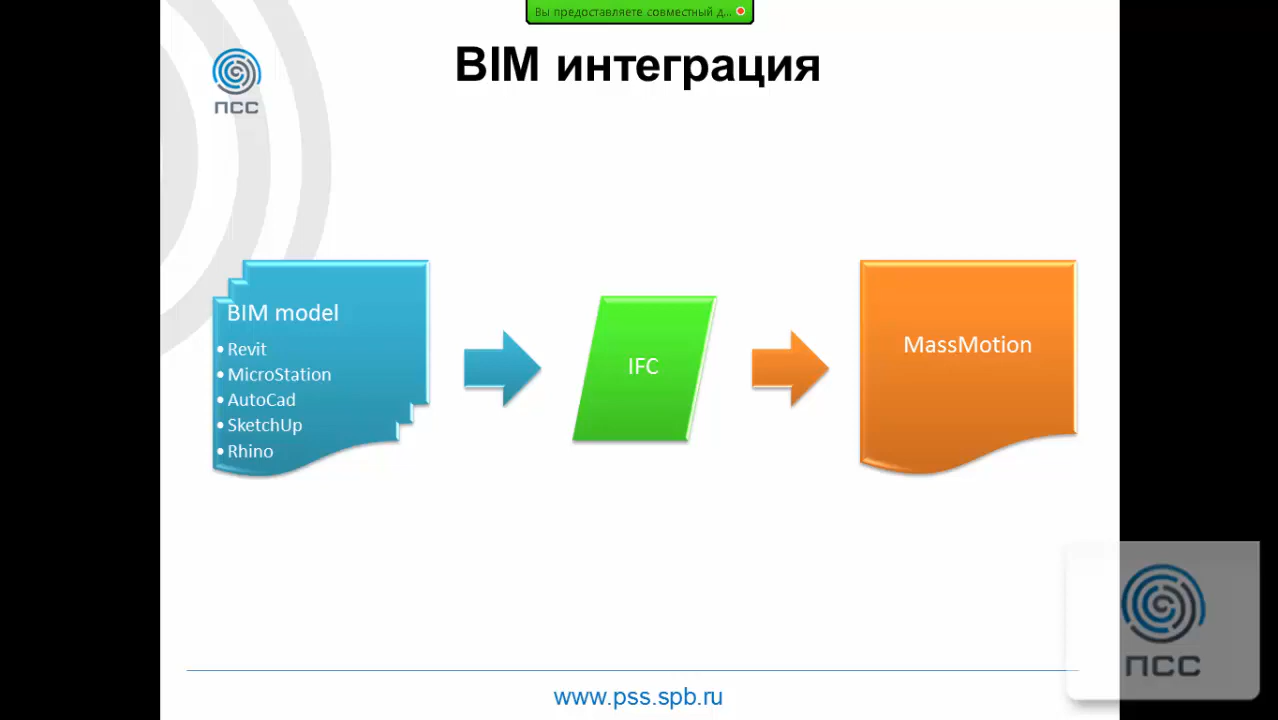 Вы предоставляете совместный д...
BIM интеграция
ПСС
BIM model
• Revit
• MicroStation
• AutoCad
• SketchUp
• Rhino
IFC
MassMotion
ПСС
www.pss.spb.ru